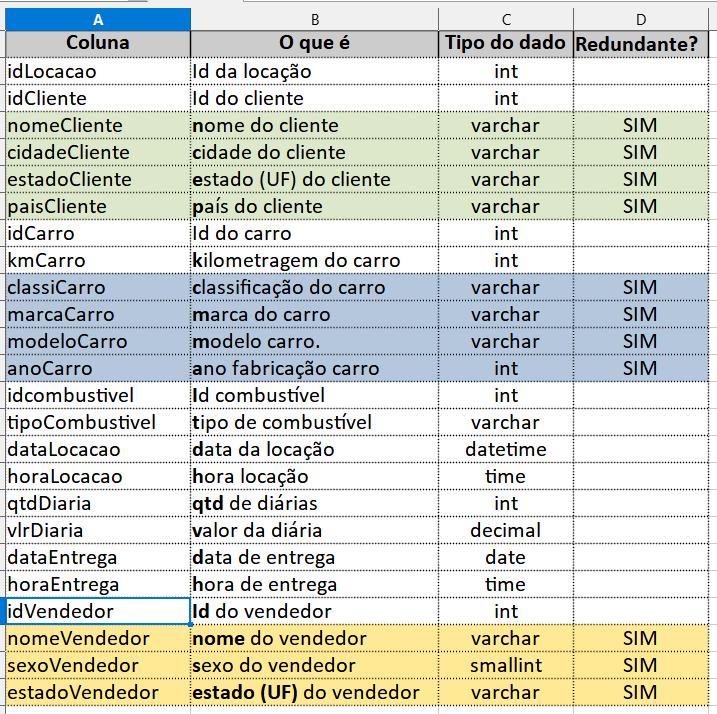 A B C D
Coluna O que é Tipo do dado Redundante?
idLocacao Id da locação int
idCliente Id do cliente int
nomeCliente nome do cliente varchar SIM
cidadeCliente cidade do cliente varchar SIM
estadoCliente estado (UF) do cliente varchar SIM
paisCliente país do cliente varchar SIM
idCarro Id do carro int
kmCarro kilometragem do carro int
classiCarro classificação do carro varchar SIM
marcaCarro marca do carro varchar SIM
modeloCarro modelo carro. varchar SIM
anoCarro ano fabricação carro int SIM
idcombustivel Id combustível int
tipoCombustivel tipo de combustível varchar
dataLocacao data da locação datetime
horaLocacao hora locação time
qtdDiaria qtd de diárias int
vlrDiaria valor da diária decimal
dataEntrega data de entrega date
horaEntrega hora de entrega time
idVendedor Id do vendedor int
nomeVendedor nome do vendedor varchar SIM
sexoVendedor sexo do vendedor smallint SIM
estadoVendedor estado (UF) do vendedor varchar SIM